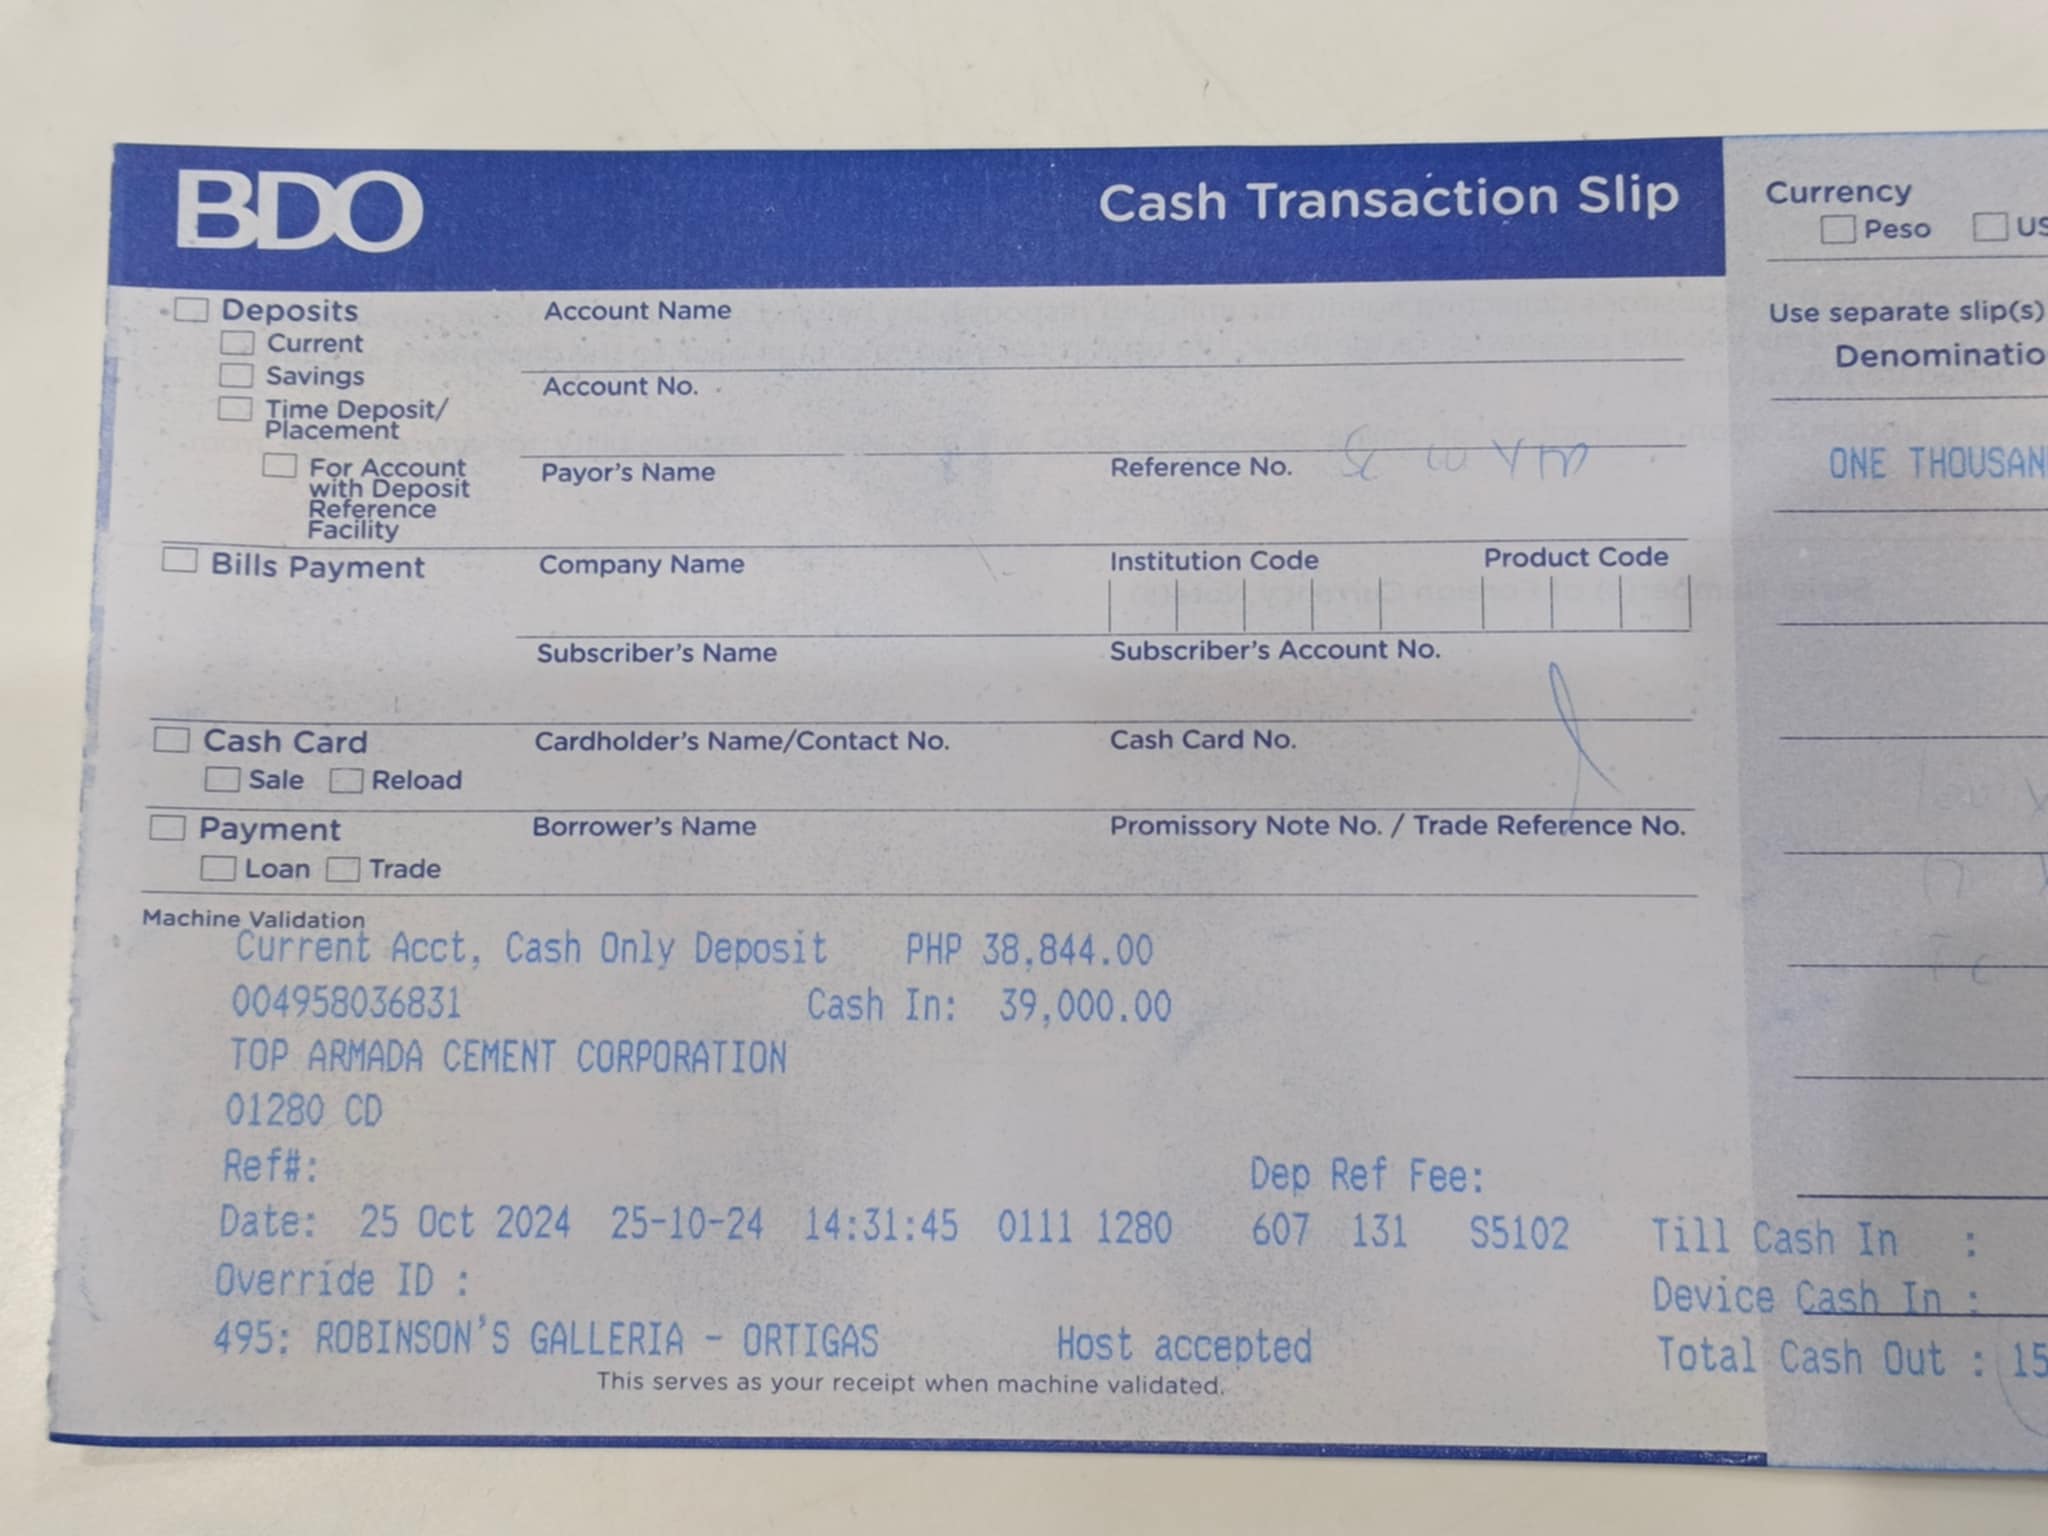 BDO
Cash Transaction Slip
Currency
Peso
US
Deposits
Current
Savings
Time Deposit/
Placement
For Account
with Deposit
Reference
Facility
Account Name
Account No.
Payor's Name
Reference No.
Use separate slip(s)
Denominatio
ONE THOUSAN
Bills Payment
Company Name
Institution Code
Product Code
Subscriber's Name
Subscriber's Account No.
Cash Card
Sale
Reload
Cardholder's Name/Contact No.
Cash Card No.
Payment
Loan
Trade
Borrower's Name
Promissory Note No. / Trade Reference No.
Machine Validation
Current Acct, Cash Only Deposit PHP 38,844.00
004958036831 Cash In: 39,000.00
TOP ARMADA CEMENT CORPORATION
01280 CD
Ref#: Dep Ref Fee:
Date: 25 Oct 2024 25-10-24 14:31:45 0111 1280 607 131 S5102
Till Cash In :
Override ID :
Device Cash In :
495: ROBINSON'S GALLERIA - ORTIGAS Host accepted
Total Cash Out : 15
This serves as your receipt when machine validated.